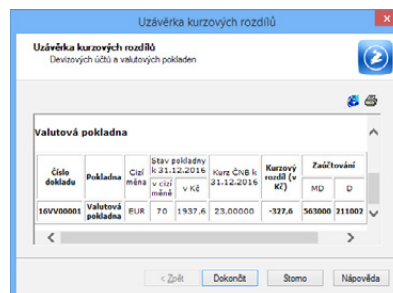 Uzávěrka kurzových rozdílů
Uzávěrka kurzových rozdílů
Devizových účtů a valutových pokladen
Valutová pokladna
Číslo dokladu Pokladna Cizí měna Stav pokladny k 31.12.2016 v cizí měně v Kč Kurz ČNB k 31.12.2016 Kurzový rozdíl (v Kč) Zaúčtování MD D
16VV00001 Valutová pokladna EUR 70 1937,6 23,00000 -327,6 563000 211002
< Zpět Dokončit Storno Nápověda